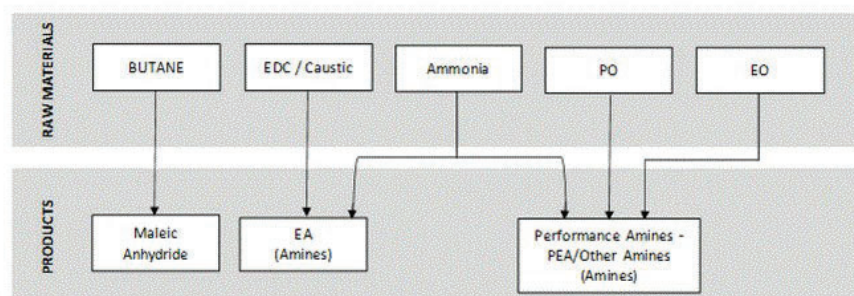 RAW MATERIALS
BUTANE
EDC / Caustic
Ammonia
PO
EO
PRODUCTS
Maleic
Anhydride
EA
(Amines)
Performance Amines -
PEA/Other Amines
(Amines)